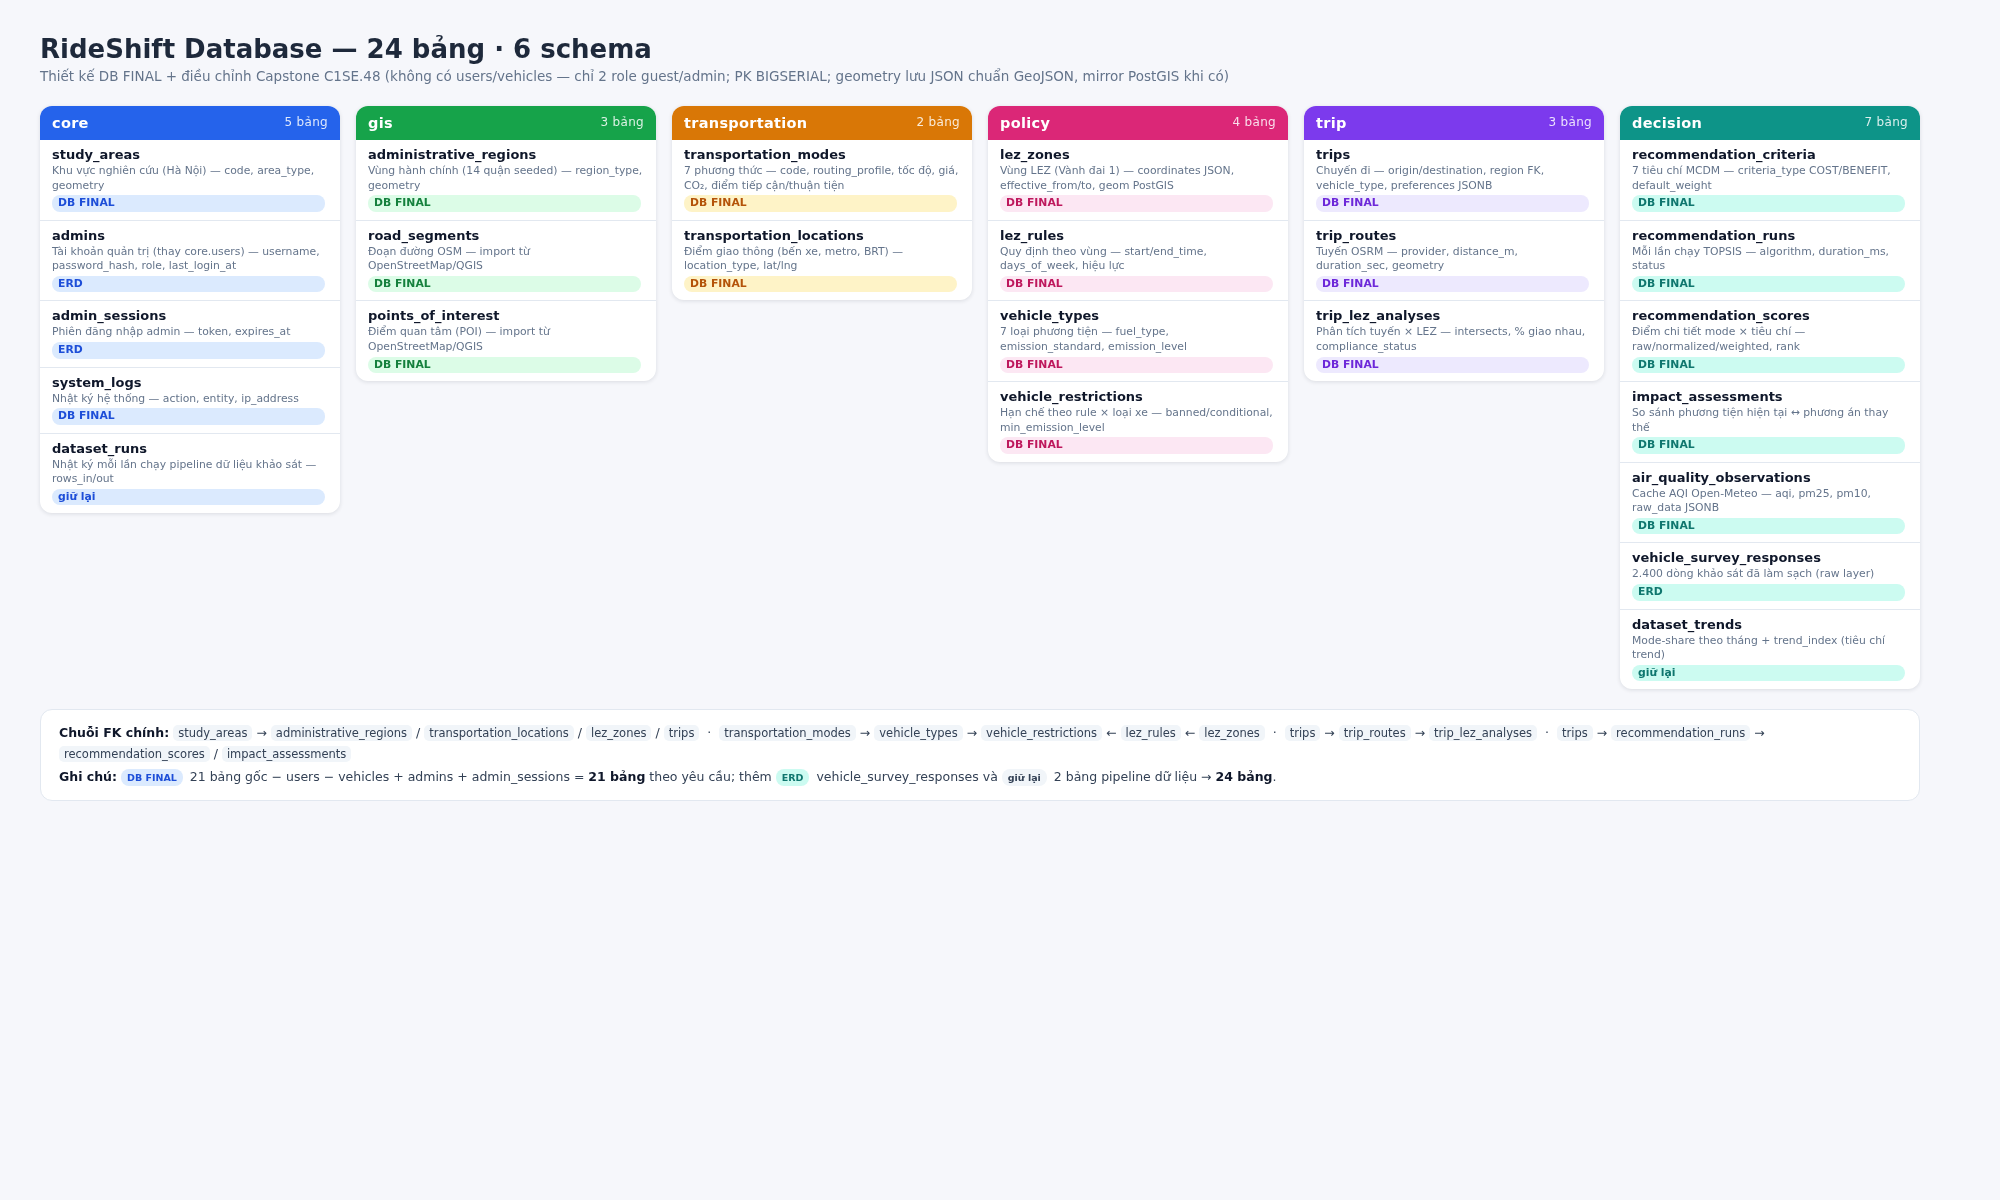 RideShift Database — 24 bảng · 6 schema
Thiết kế DB FINAL + điều chỉnh Capstone C1SE.48 (không có users/vehicles — chỉ 2 role guest/admin; PK BIGSERIAL; geometry lưu JSON chuẩn GeoJSON, mirror PostGIS khi có)
core 5 bảng
study_areas
Khu vực nghiên cứu (Hà Nội) — code, area_type,
geometry
DB FINAL
admins
Tài khoản quản trị (thay core.users) — username,
password_hash, role, last_login_at
ERD
admin_sessions
Phiên đăng nhập admin — token, expires_at
ERD
system_logs
Nhật ký hệ thống — action, entity, ip_address
DB FINAL
dataset_runs
Nhật ký mỗi lần chạy pipeline dữ liệu khảo sát —
rows_in/out
giữ lại
gis 3 bảng
administrative_regions
Vùng hành chính (14 quận seeded) — region_type,
geometry
DB FINAL
road_segments
Đoạn đường OSM — import từ
OpenStreetMap/QGIS
DB FINAL
points_of_interest
Điểm quan tâm (POI) — import từ
OpenStreetMap/QGIS
DB FINAL
transportation 2 bảng
transportation_modes
7 phương thức — code, routing_profile, tốc độ, giá,
CO₂, điểm tiếp cận/thuận tiện
DB FINAL
transportation_locations
Điểm giao thông (bến xe, metro, BRT) —
location_type, lat/lng
DB FINAL
policy 4 bảng
lez_zones
Vùng LEZ (Vành đai 1) — coordinates JSON,
effective_from/to, geom PostGIS
DB FINAL
lez_rules
Quy định theo vùng — start/end_time,
days_of_week, hiệu lực
DB FINAL
vehicle_types
7 loại phương tiện — fuel_type,
emission_standard, emission_level
DB FINAL
vehicle_restrictions
Hạn chế theo rule × loại xe — banned/conditional,
min_emission_level
DB FINAL
trip 3 bảng
trips
Chuyến đi — origin/destination, region FK,
vehicle_type, preferences JSONB
DB FINAL
trip_routes
Tuyến OSRM — provider, distance_m,
duration_sec, geometry
DB FINAL
trip_lez_analyses
Phân tích tuyến × LEZ — intersects, % giao nhau,
compliance_status
DB FINAL
decision 7 bảng
recommendation_criteria
7 tiêu chí MCDM — criteria_type COST/BENEFIT,
default_weight
DB FINAL
recommendation_runs
Mỗi lần chạy TOPSIS — algorithm, duration_ms,
status
DB FINAL
recommendation_scores
Điểm chi tiết mode × tiêu chí —
raw/normalized/weighted, rank
DB FINAL
impact_assessments
So sánh phương tiện hiện tại ↔ phương án thay
thế
DB FINAL
air_quality_observations
Cache AQI Open-Meteo — aqi, pm25, pm10,
raw_data JSONB
DB FINAL
vehicle_survey_responses
2.400 dòng khảo sát đã làm sạch (raw layer)
ERD
dataset_trends
Mode-share theo tháng + trend_index (tiêu chí
trend)
giữ lại
Chuỗi FK chính: study_areas → administrative_regions / transportation_locations / lez_zones / trips · transportation_modes → vehicle_types → vehicle_restrictions ← lez_rules ← lez_zones · trips → trip_routes → trip_lez_analyses · trips → recommendation_runs →
recommendation_scores / impact_assessments
Ghi chú: DB FINAL 21 bảng gốc − users − vehicles + admins + admin_sessions = 21 bảng theo yêu cầu; thêm ERD vehicle_survey_responses và giữ lại 2 bảng pipeline dữ liệu → 24 bảng.